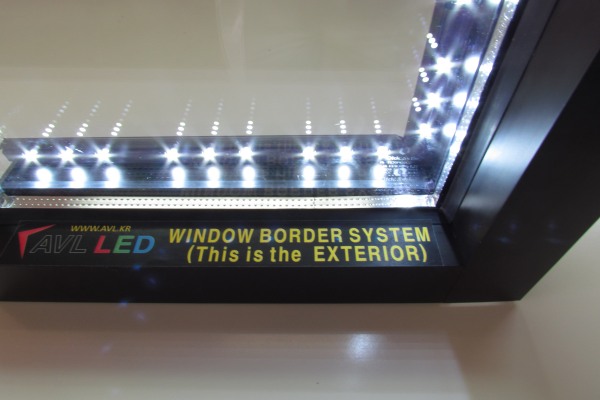 WWW.AVL.KR
AVL LED
WINDOW BORDER SYSTEM
(This is the EXTERIOR)